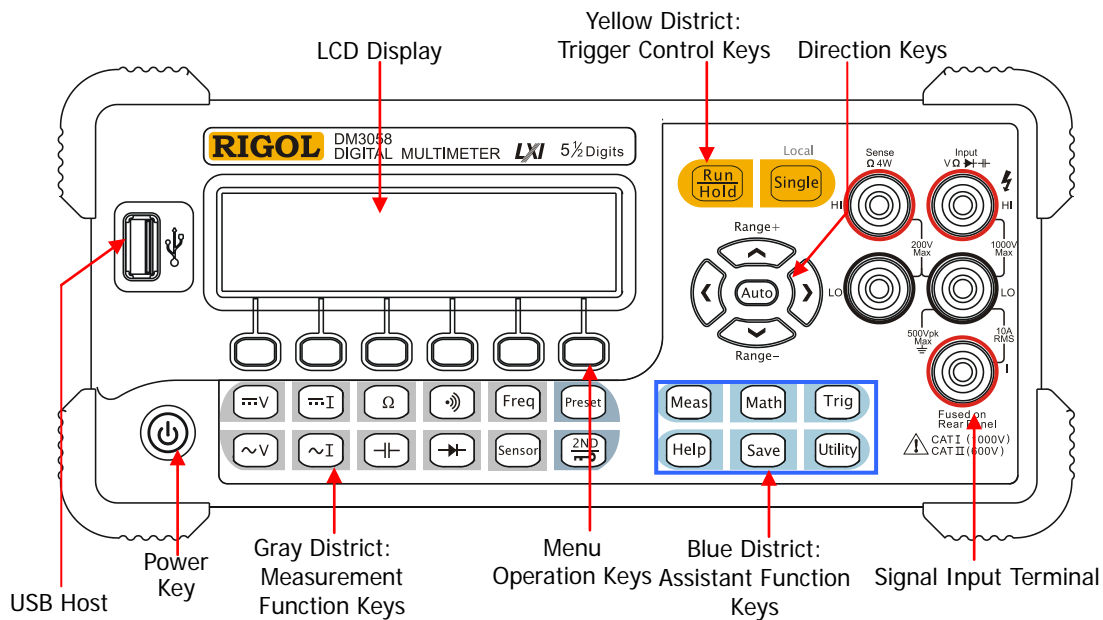 Yellow District:
Trigger Control Keys
LCD Display
Direction Keys
RIGOL
DM3058
DIGITAL MULTIMETER
LXI
5½ Digits
Local
Run
Hold
Single
Sense
Ω 4W
Input
V Ω
HI
HI
200V
Max
1000V
Max
Range+
Auto
Range-
LO
LO
500Vpk
Max
10A
RMS
I
Fused on
Rear Panel
CAT I (1000V)
CAT II (600V)
V
I
Ω
Freq
Preset
~V
~I
Sensor
2ND
Meas
Math
Trig
Help
Save
Utility
USB Host
Power
Key
Gray District:
Measurement
Function Keys
Menu
Operation Keys
Blue District:
Assistant Function
Keys
Signal Input Terminal